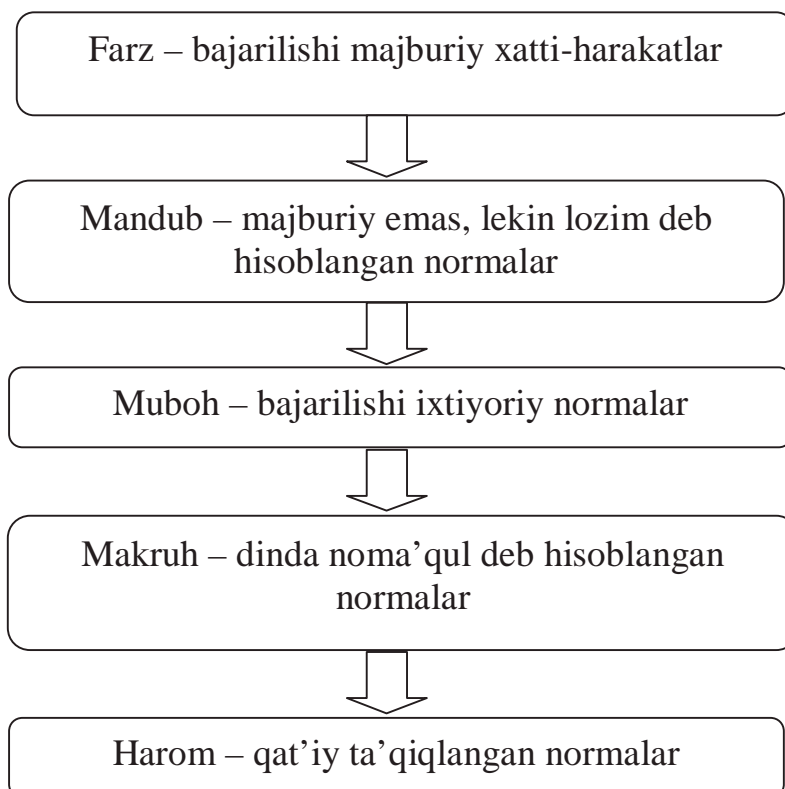 Farz – bajarilishi majburiy xatti-harakatlar
Mandub – majburiy emas, lekin lozim deb
hisoblangan normalar
Muboh – bajarilishi ixtiyoriy normalar
Makruh – dinda noma’qul deb hisoblangan
normalar
Harom – qat’iy ta’qiqlangan normalar